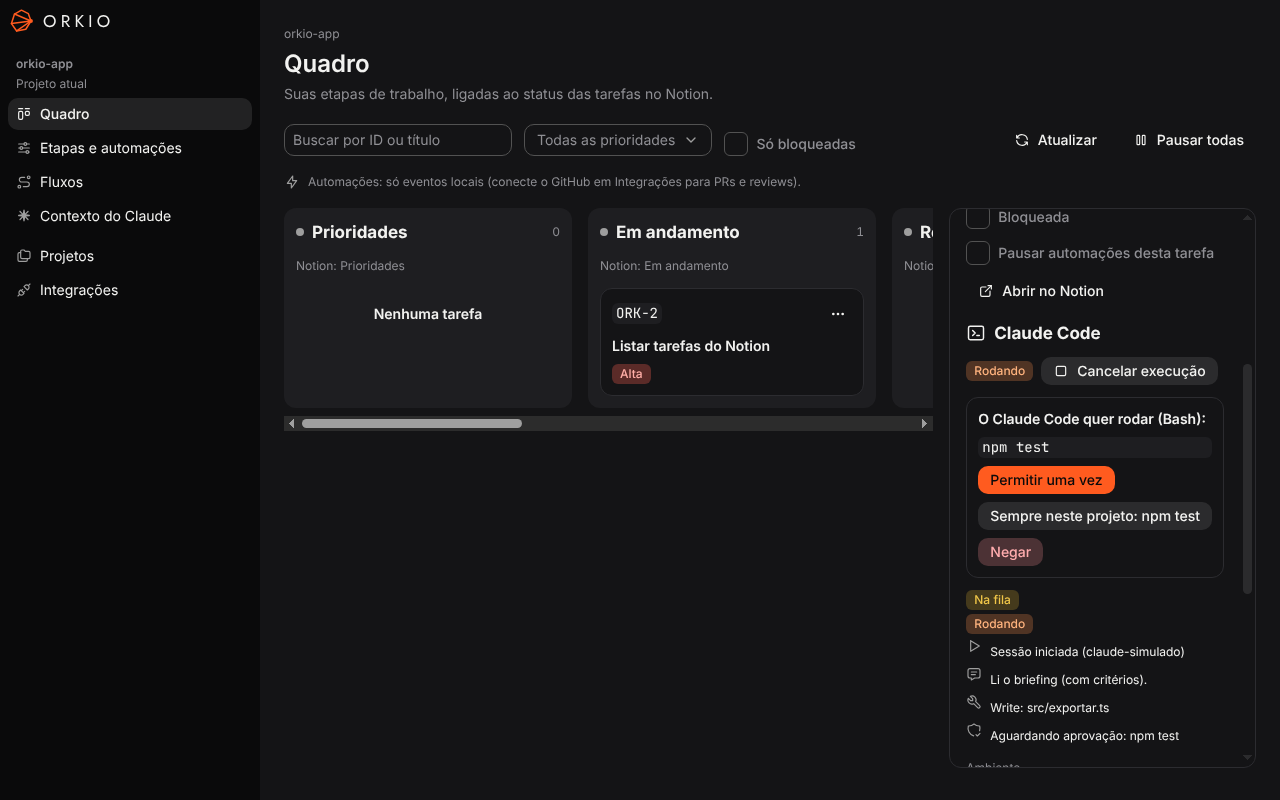 ORKIO
orkio-app
Projeto atual
Quadro
Etapas e automações
Fluxos
Contexto do Claude
Projetos
Integrações
orkio-app
Quadro
Suas etapas de trabalho, ligadas ao status das tarefas no Notion.
Buscar por ID ou título
Todas as prioridades
Só bloqueadas
Atualizar
Pausar todas
Automações: só eventos locais (conecte o GitHub em Integrações para PRs e reviews).
Prioridades 0
Notion: Prioridades
Nenhuma tarefa
Em andamento 1
Notion: Em andamento
ORK-2
Listar tarefas do Notion
Alta
Bloqueada
Pausar automações desta tarefa
Abrir no Notion
Claude Code
Rodando
Cancelar execução
O Claude Code quer rodar (Bash):
npm test
Permitir uma vez
Sempre neste projeto: npm test
Negar
Na fila
Rodando
Sessão iniciada (claude-simulado)
Li o briefing (com critérios).
Write: src/exportar.ts
Aguardando aprovação: npm test